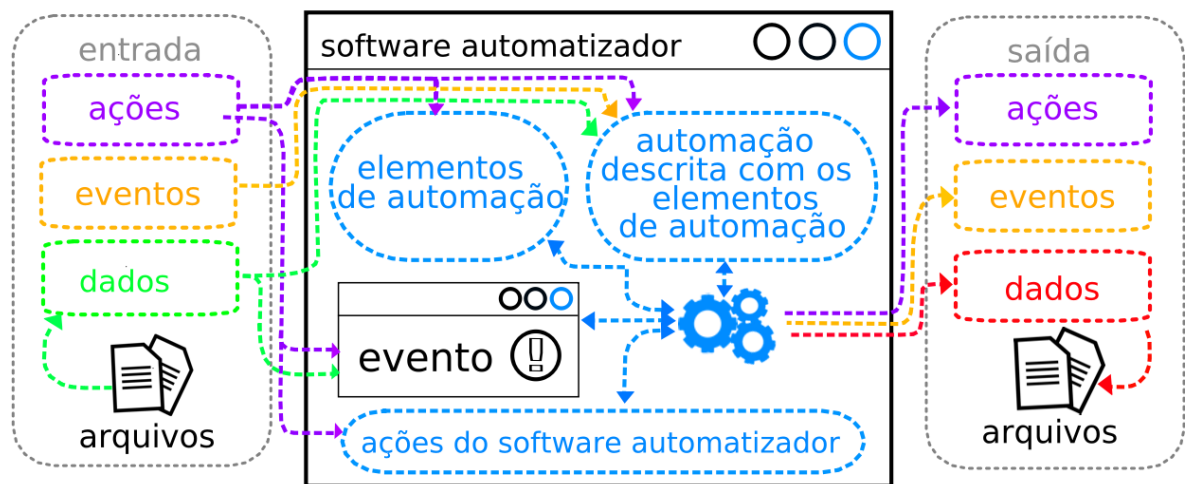 entrada
ações
eventos
dados
arquivos
software automatizador
elementos
de automação
automação
descrita com os
elementos
de automação
evento
ações do software automatizador
saída
ações
eventos
dados
arquivos